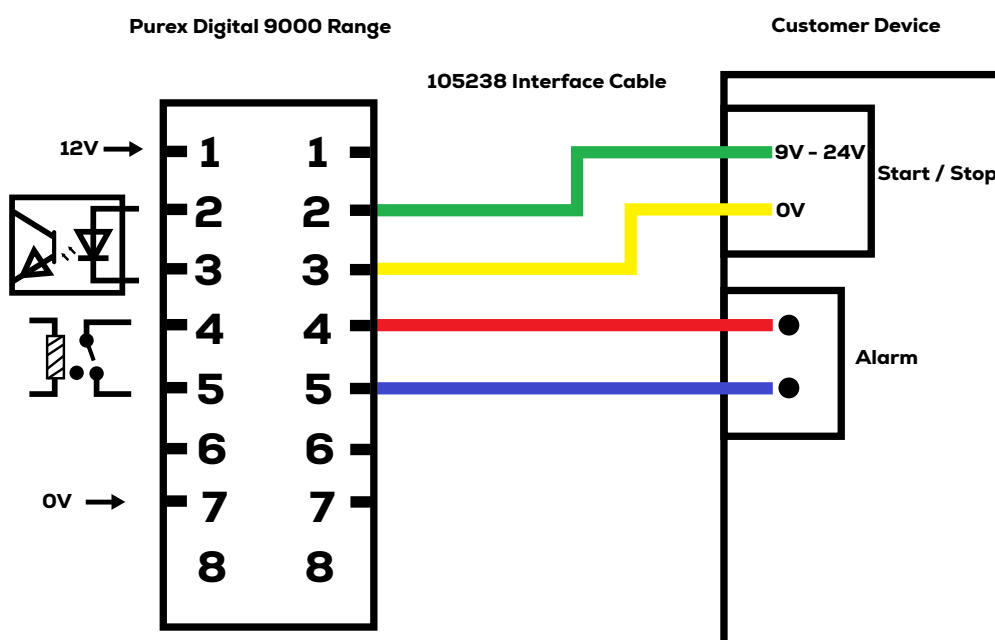 Purex Digital 9000 Range
Customer Device
105238 Interface Cable
12V
1 1
9V - 24V
Start / Stop
2 2
0V
3 3
4 4
Alarm
5 5
6 6
0V
7 7
8 8